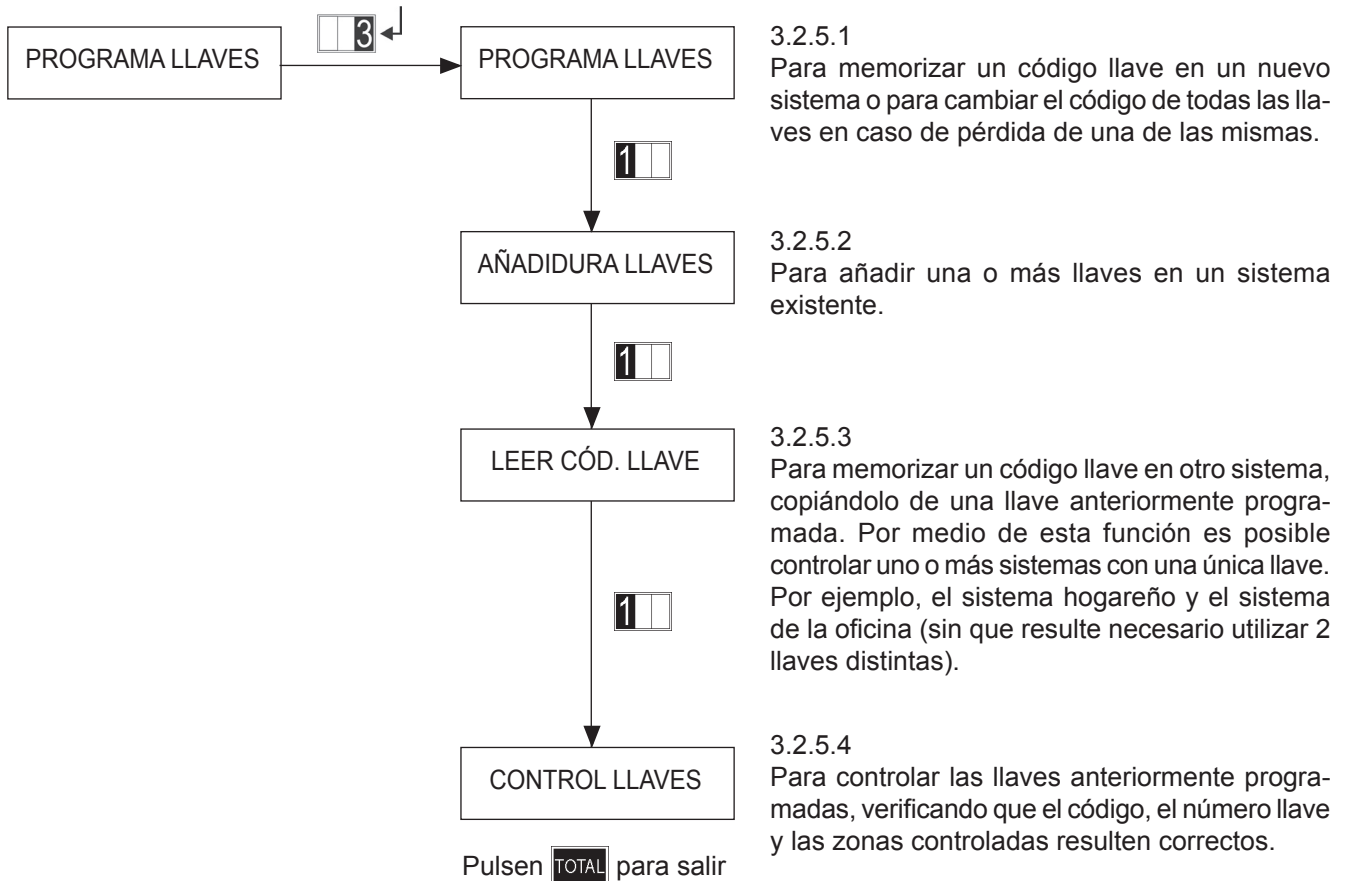 PROGRAMA LLAVES
3
PROGRAMA LLAVES
3.2.5.1
Para memorizar un código llave en un nuevo
sistema o para cambiar el código de todas las lla-
ves en caso de pérdida de una de las mismas.
1
AÑADIDURA LLAVES
3.2.5.2
Para añadir una o más llaves en un sistema
existente.
1
LEER CÓD. LLAVE
3.2.5.3
Para memorizar un código llave en otro sistema,
copiándolo de una llave anteriormente progra-
mada. Por medio de esta función es posible
controlar uno o más sistemas con una única llave.
Por ejemplo, el sistema hogareño y el sistema
de la oficina (sin que resulte necesario utilizar 2
llaves distintas).
1
CONTROL LLAVES
3.2.5.4
Para controlar las llaves anteriormente progra-
madas, verificando que el código, el número llave
y las zonas controladas resulten correctos.
Pulsen TOTAL para salir